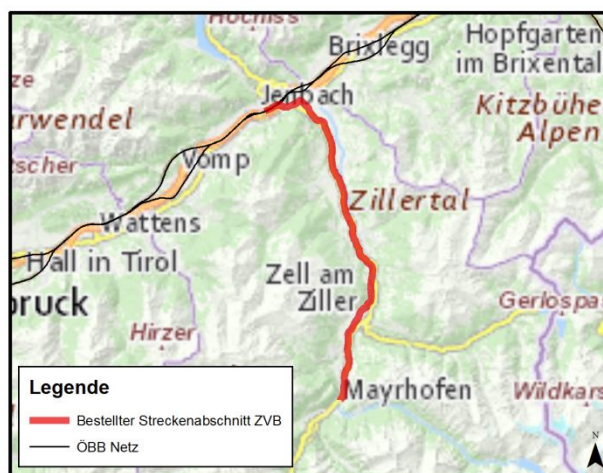 Hochiss
Brixlegg
Hopfgarten
im Brixental
Jenbach
Kitzbühe
Alpen
rwendel
Vomp
Zillertal
Wattens
Hall in Tirol
Zell am
Ziller
bruck
Gerlospa
Hirzer
Mayrhofen
Wildkars
Legende
Bestellter Streckenabschnitt ZVB
ÖBB Netz
N